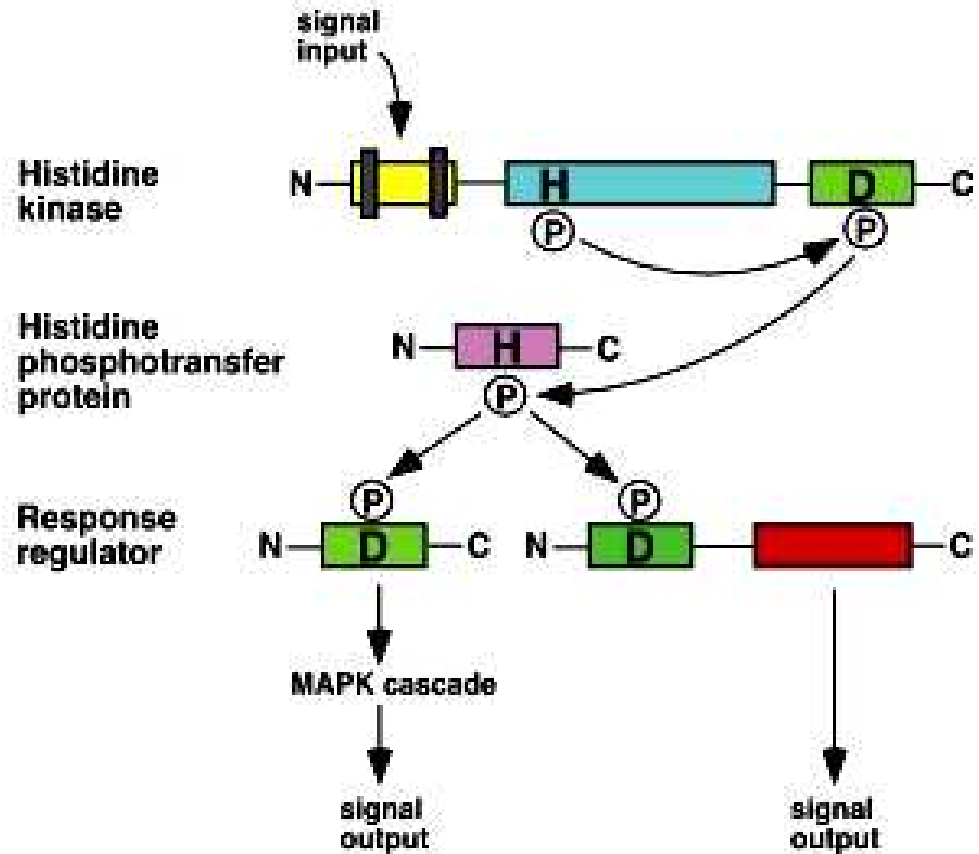 signal
input
Histidine
kinase
N
H
D
C
P
P
Histidine
phosphotransfer
protein
N
H
C
P
Response
regulator
P
P
N
D
C
N
D
C
MAPK cascade
signal
output
signal
output